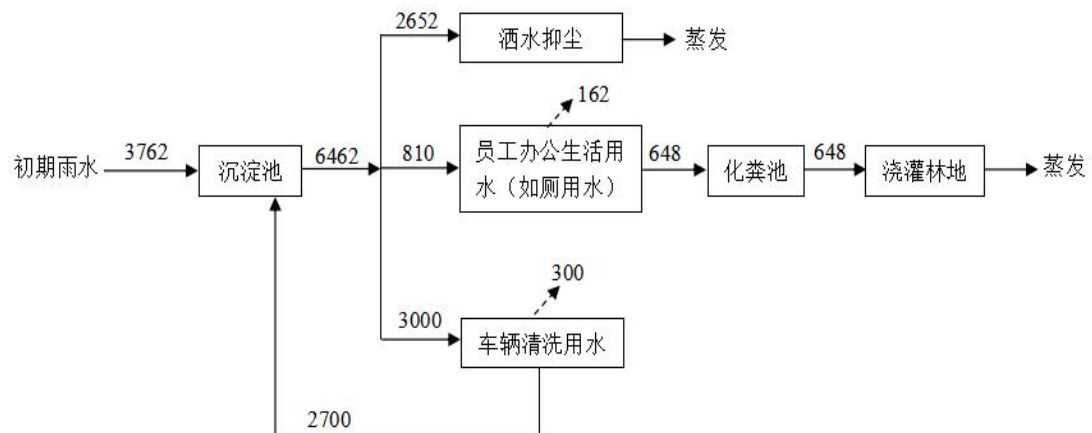 2652
洒水抑尘
蒸发
162
初期雨水
3762
沉淀池
6462
810
员工办公生活用
水（如厕用水）
648
化粪池
648
浇灌林地
蒸发
300
3000
车辆清洗用水
2700